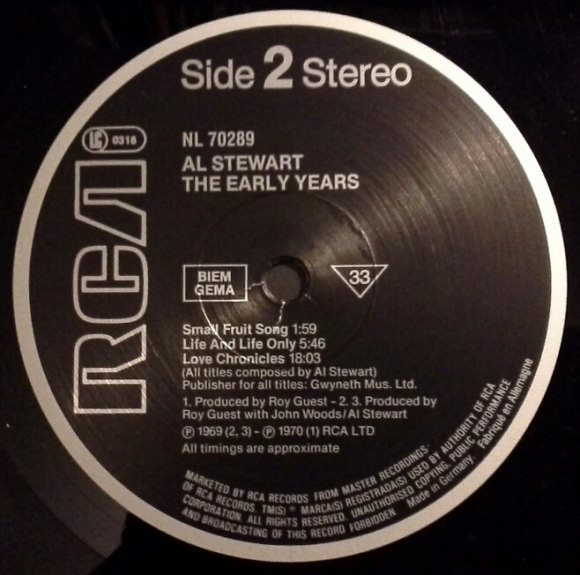 Side 2 Stereo
RCA
LC 0316
NL 70289
AL STEWART
THE EARLY YEARS
BIEM
GEMA
33
Small Fruit Song 1:59
Life And Life Only 5:46
Love Chronicles 18:03
(All titles composed by Al Stewart)
Publisher for all titles: Gwyneth Mus. Ltd.
1. Produced by Roy Guest - 2. 3. Produced by
Roy Guest with John Woods/Al Stewart
Ⓟ 1969 (2, 3) - Ⓟ 1970 (1) RCA LTD
All timings are approximate
MARKETED BY RCA RECORDS FROM MASTER RECORDINGS
OF RCA RECORDS TM(S) ® MARCA(S) REGISTRADA(S) USED BY AUTHORITY OF RCA
CORPORATION. ALL RIGHTS RESERVED. UNAUTHORISED COPYING, PUBLIC PERFORMANCE
AND BROADCASTING OF THIS RECORD FORBIDDEN
Made in Germany. Fabriqué en Allemagne